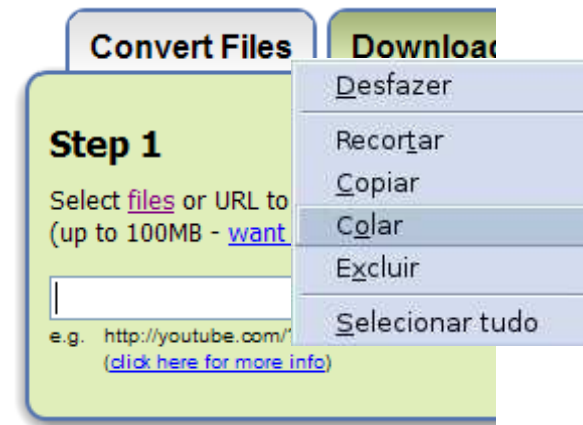 Convert Files
Downloa
Step 1
Select files or URL to
(up to 100MB - want
e.g. http://youtube.com/
(click here for more info)
Desfazer
Recortar
Copiar
Colar
Excluir
Selecionar tudo